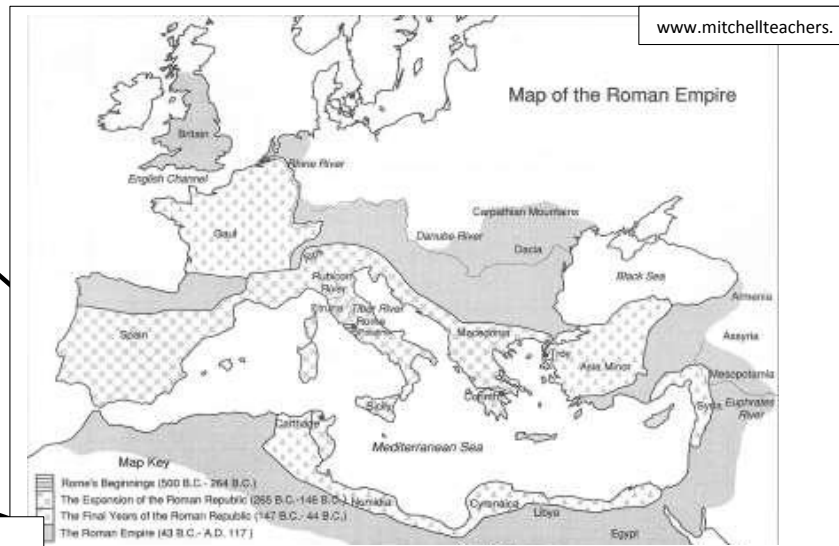 www.mitchellteachers.
Map of the Roman Empire
Britain
Rhine River
English Channel
Carpathian Mountains
Gaul
Danube River
Dacia
Black Sea
Rubicon
River
Armenia
Etruria
Tiber River
Rome
Spain
Macedonia
Troy
Assyria
Asia Minor
Mesopotamia
Corinth
Syria
Euphrates
River
Sicily
Carthage
Mediterranean Sea
Map Key
Rome's Beginnings (500 B.C.- 264 B.C.)
The Expansion of the Roman Republic (265 B.C.-146 B.C.)
Numidia
Cyrenaica
The Final Years of the Roman Republic (147 B.C.- 44 B.C.)
Libya
The Roman Empire (43 B.C.- A.D. 117 )
Egypt